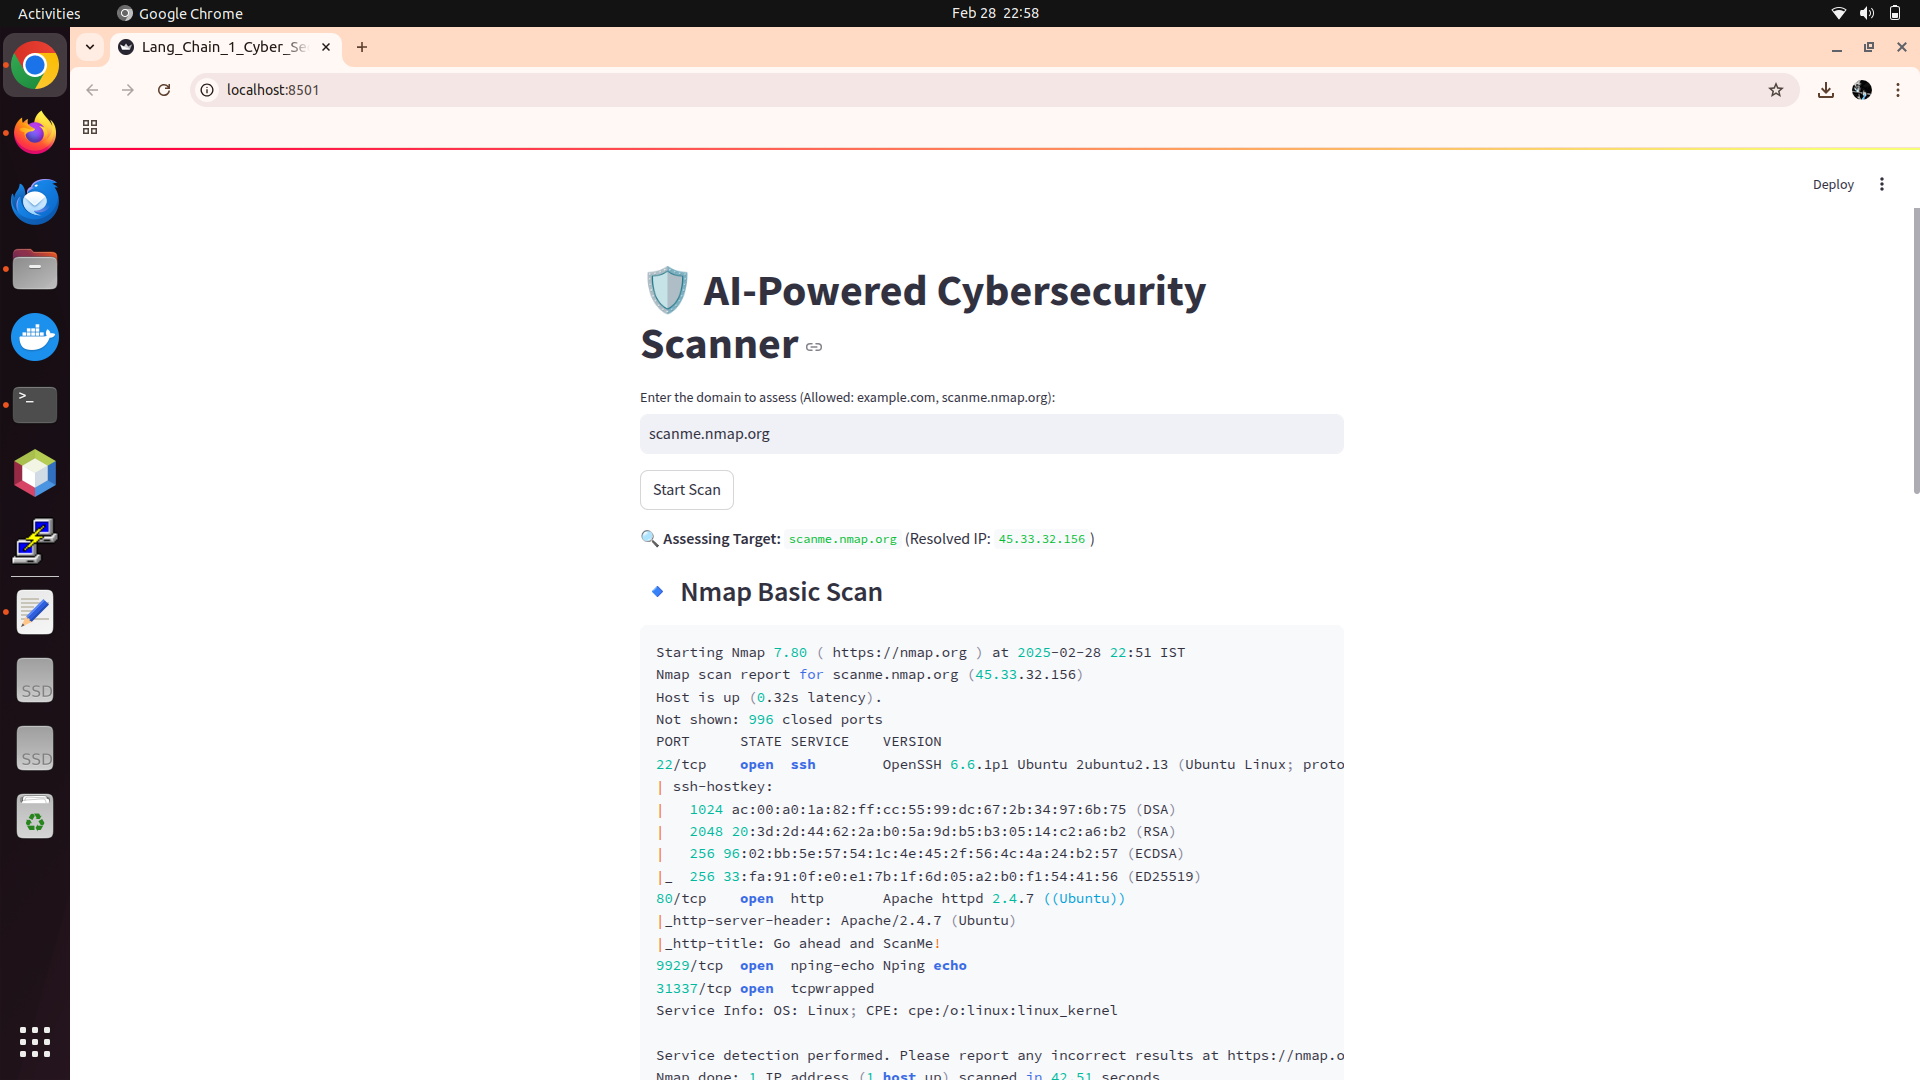 Activities
Google Chrome
Feb 28 22:58
Lang_Chain_1_Cyber_Se
localhost:8501
Deploy
AI-Powered Cybersecurity
Scanner
Enter the domain to assess (Allowed: example.com, scanme.nmap.org):
scanme.nmap.org
Start Scan
Assessing Target: scanme.nmap.org (Resolved IP: 45.33.32.156 )
Nmap Basic Scan
Starting Nmap 7.80 ( https://nmap.org ) at 2025-02-28 22:51 IST
Nmap scan report for scanme.nmap.org (45.33.32.156)
Host is up (0.32s latency).
Not shown: 996 closed ports
PORT      STATE SERVICE    VERSION
22/tcp    open  ssh        OpenSSH 6.6.1p1 Ubuntu 2ubuntu2.13 (Ubuntu Linux; proto
| ssh-hostkey:
|   1024 ac:00:a0:1a:82:ff:cc:55:99:dc:67:2b:34:97:6b:75 (DSA)
|   2048 20:3d:2d:44:62:2a:b0:5a:9d:b5:b3:05:14:c2:a6:b2 (RSA)
|   256 96:02:bb:5e:57:54:1c:4e:45:2f:56:4c:4a:24:b2:57 (ECDSA)
|_  256 33:fa:91:0f:e0:e1:7b:1f:6d:05:a2:b0:f1:54:41:56 (ED25519)
80/tcp    open  http       Apache httpd 2.4.7 ((Ubuntu))
|_http-server-header: Apache/2.4.7 (Ubuntu)
|_http-title: Go ahead and ScanMe!
9929/tcp  open  nping-echo Nping echo
31337/tcp open  tcpwrapped
Service Info: OS: Linux; CPE: cpe:/o:linux:linux_kernel
Service detection performed. Please report any incorrect results at https://nmap.o
Nmap done: 1 IP address (1 host up) scanned in 42.51 seconds
SSD
SSD